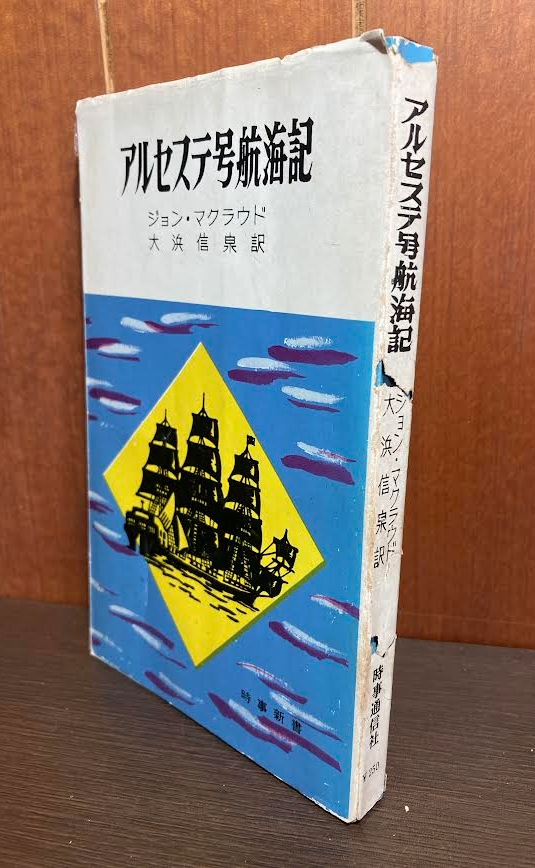 アルセステ号航海記
ジョン・マクラウド
大浜信泉訳
時事新書
アルセステ号航海記
ジョン・マクラウド
大浜信泉訳
時事通信社
¥250